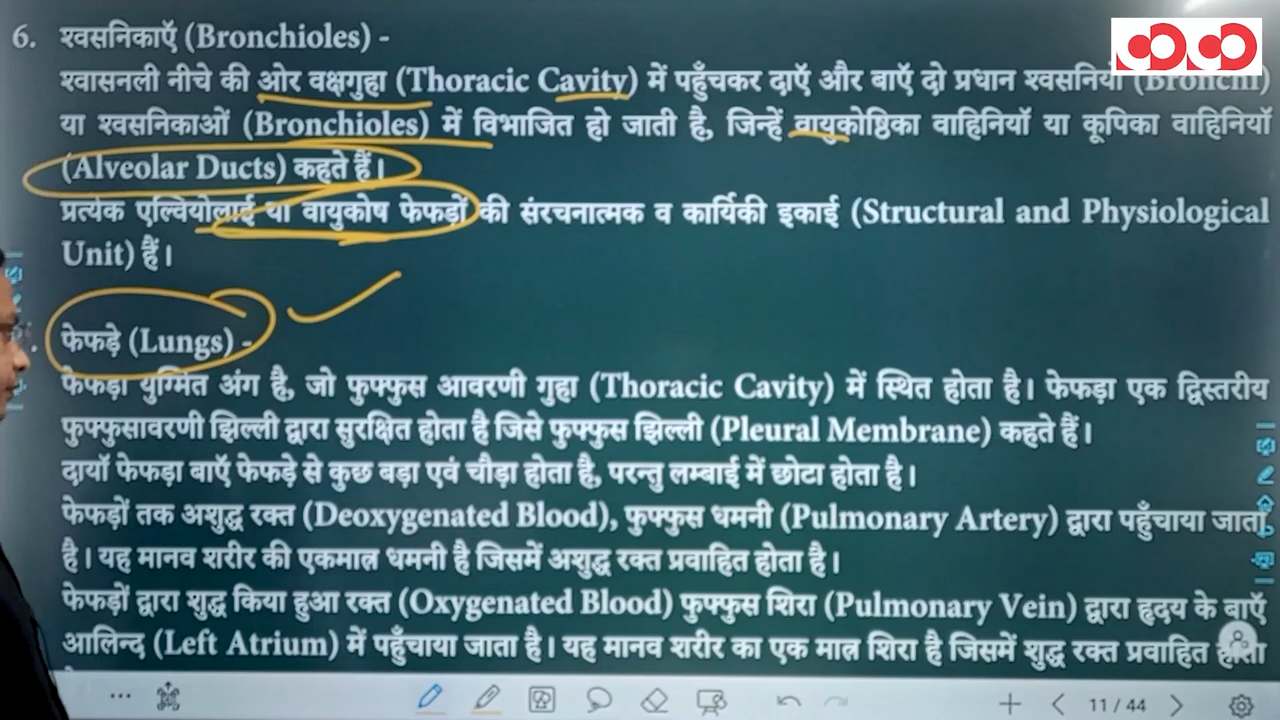 6. श्वसनिकाऍ (Bronchioles) -
श्वासनली नीचे की ओर वक्षगुहा (Thoracic Cavity) में पहुँचकर दाऍ और बाऍ दो प्रधान श्वसनियों (Bronchi)
या श्वसनिकाओं (Bronchioles) में विभाजित हो जाती है, जिन्हें वायुकोष्ठिका वाहिनियॉ या कूपिका वाहिनियॉ
(Alveolar Ducts) कहते हैं।
प्रत्येक एल्वियोलाई या वायुकोष फेफड़ों की संरचनात्मक व कार्यिकी इकाई (Structural and Physiological
Unit) हैं।
फेफड़े (Lungs) -
फेफड़ा युग्मित अंग है, जो फुफ्फुस आवरणी गुहा (Thoracic Cavity) में स्थित होता है। फेफड़ा एक द्विस्तरीय
फुफ्फुसावरणी झिल्ली द्वारा सुरक्षित होता है जिसे फुफ्फुस झिल्ली (Pleural Membrane) कहते हैं।
दायॉ फेफड़ा बाऍ फेफड़े से कुछ बड़ा एवं चौड़ा होता है, परन्तु लम्बाई में छोटा होता है।
फेफड़ों तक अशुद्ध रक्त (Deoxygenated Blood), फुफ्फुस धमनी (Pulmonary Artery) द्वारा पहुँचाया जाता
है। यह मानव शरीर की एकमात्र धमनी है जिसमें अशुद्ध रक्त प्रवाहित होता है।
फेफड़ों द्वारा शुद्ध किया हुआ रक्त (Oxygenated Blood) फुफ्फुस शिरा (Pulmonary Vein) द्वारा हृदय के बाऍ
आलिन्द (Left Atrium) में पहुँचाया जाता है। यह मानव शरीर का एक मात्र शिरा है जिसमें शुद्ध रक्त प्रवाहित होता
11 / 44